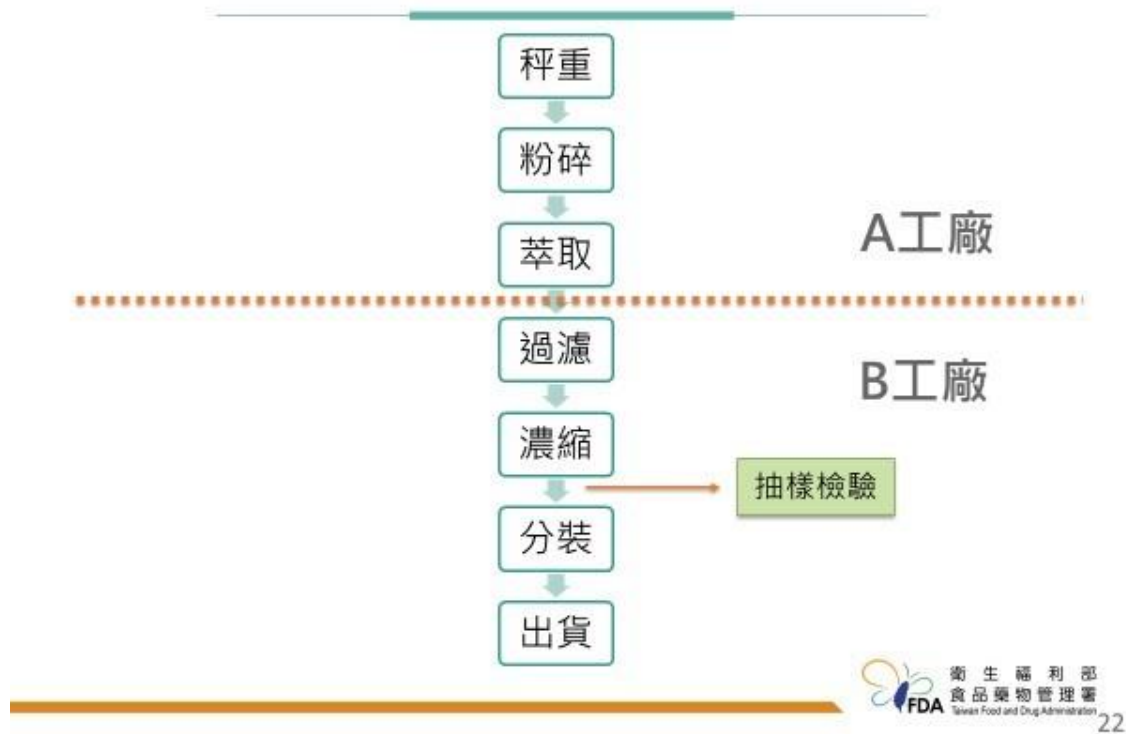 秤重
粉碎
萃取
A工廠
過濾
B工廠
濃縮
抽樣檢驗
分裝
出貨
衛生福利部
食品藥物管理署
FDA
Taiwan Food and Drug Administration
22